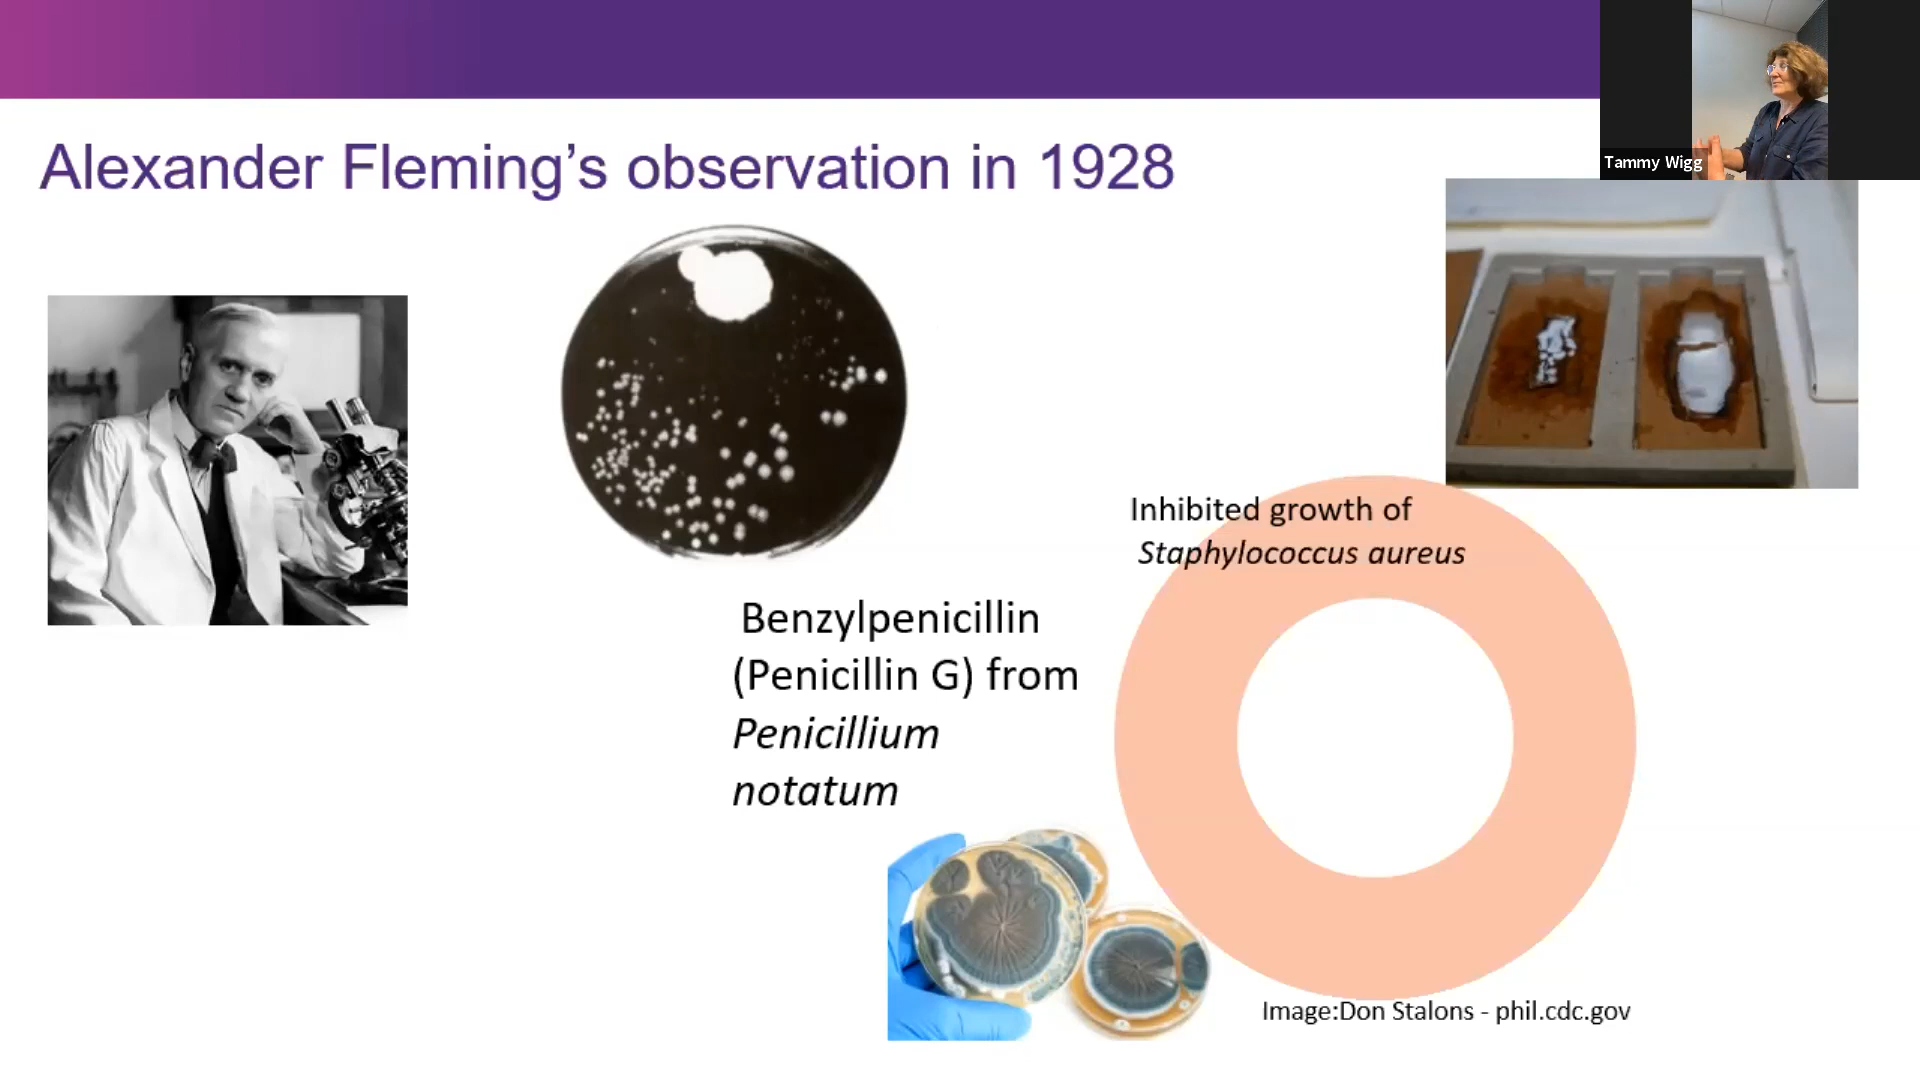 Alexander Fleming’s observation in 1928
Tammy Wigg
Inhibited growth of
Staphylococcus aureus
Benzylpenicillin
(Penicillin G) from
Penicillium
notatum
Image:Don Stalons - phil.cdc.gov